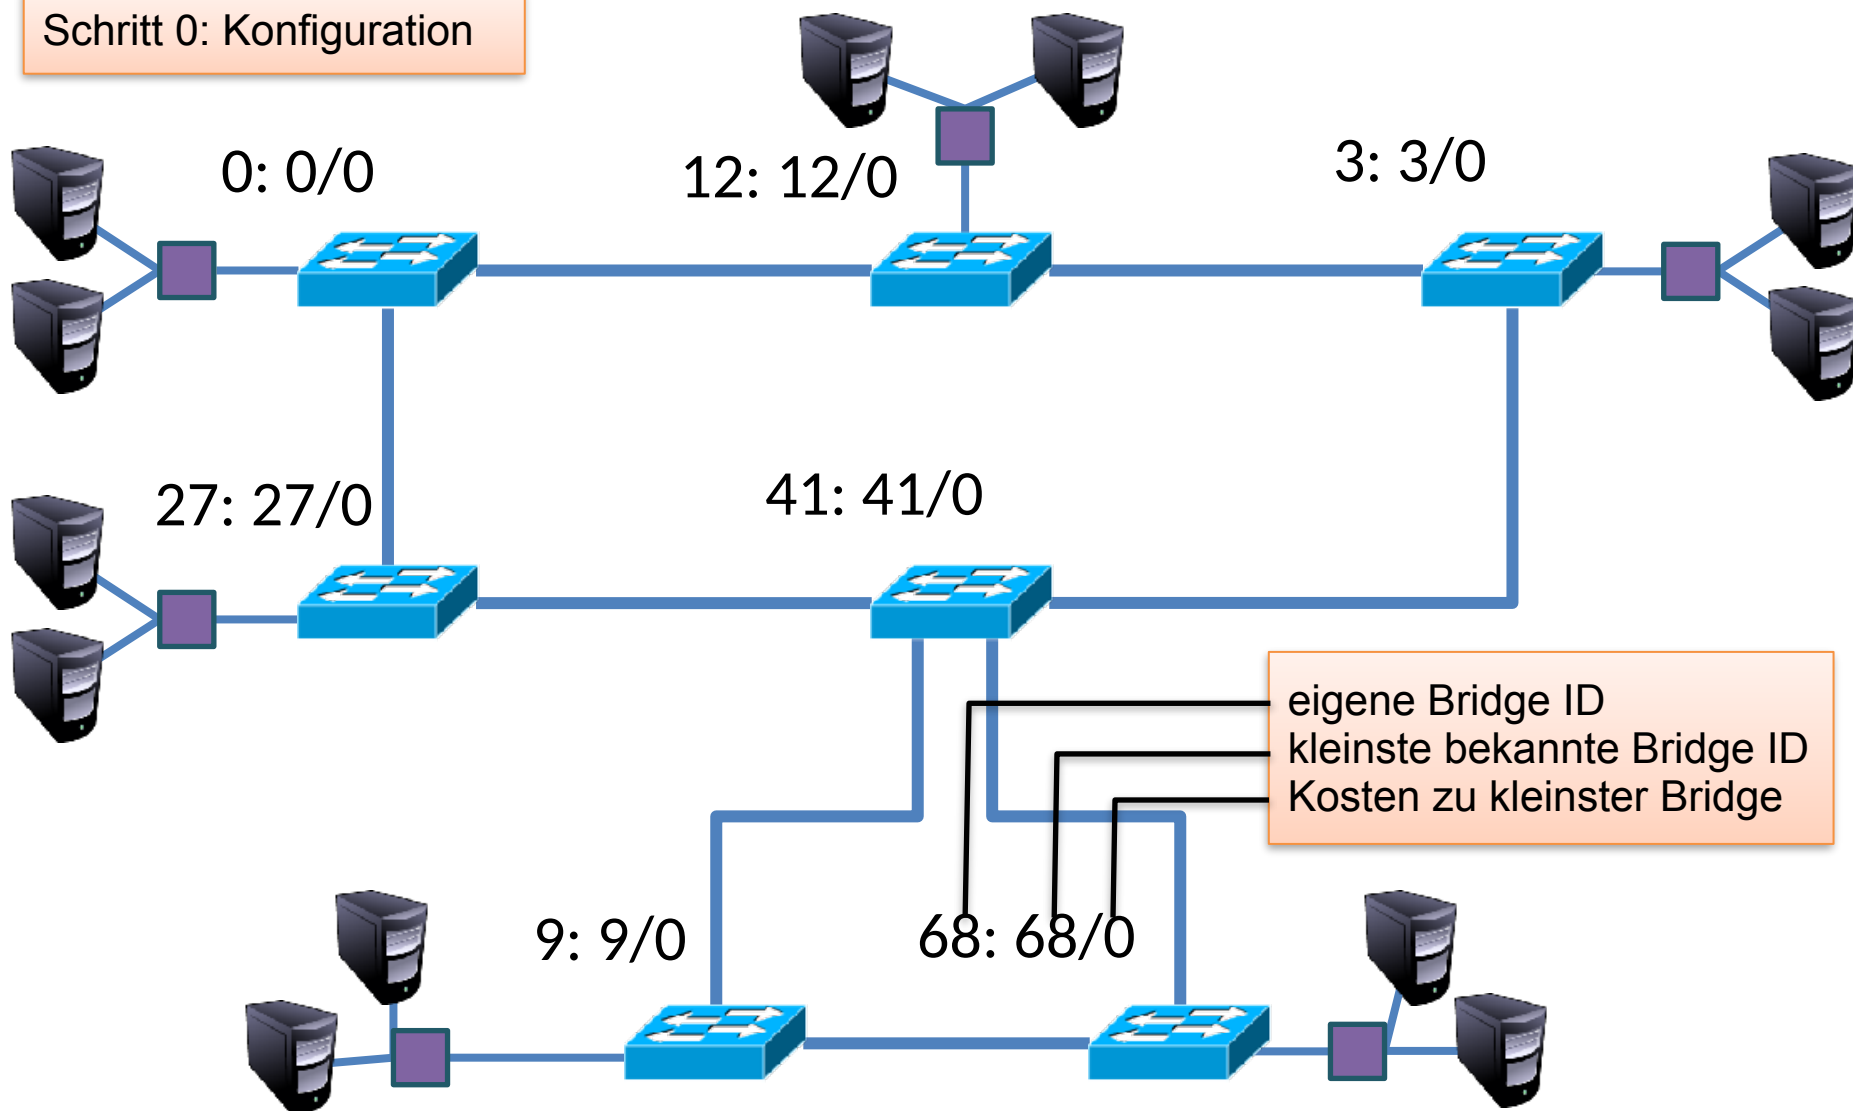 Schritt 0: Konfiguration
0: 0/0
12: 12/0
3: 3/0
27: 27/0
41: 41/0
eigene Bridge ID
kleinste bekannte Bridge ID
Kosten zu kleinster Bridge
9: 9/0
68: 68/0